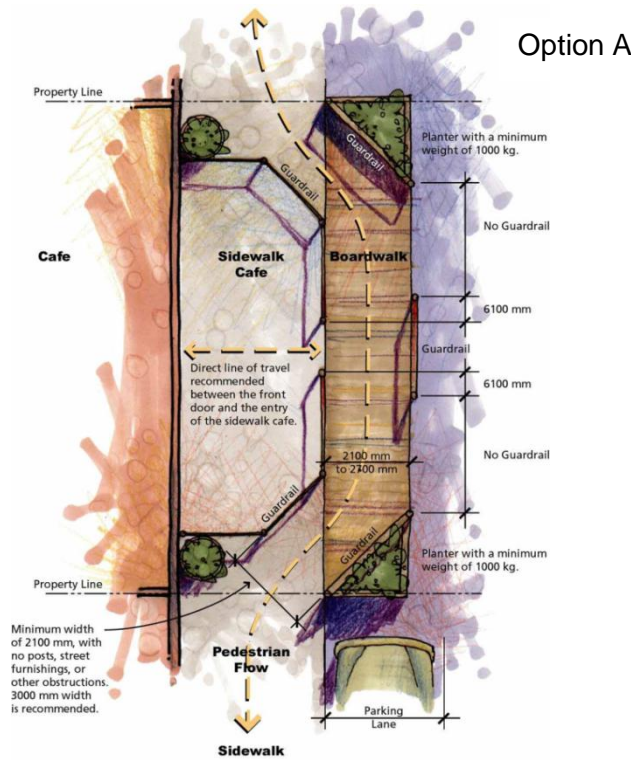 Option A
Property Line
Guardrail
Planter with a minimum
weight of 1000 kg.
Guardrail
No Guardrail
Cafe
Sidewalk
Cafe
Boardwalk
6100 mm
Guardrail
Direct line of travel
recommended
between the front
door and the entry
of the sidewalk cafe.
6100 mm
2100 mm
to 2700 mm
No Guardrail
Guardrail
Guardrail
Planter with a minimum
weight of 1000 kg.
Property Line
Minimum width
of 2100 mm, with
no posts, street
furnishings, or
other obstructions.
3000 mm width
is recommended.
Pedestrian
Flow
Parking
Lane
Sidewalk